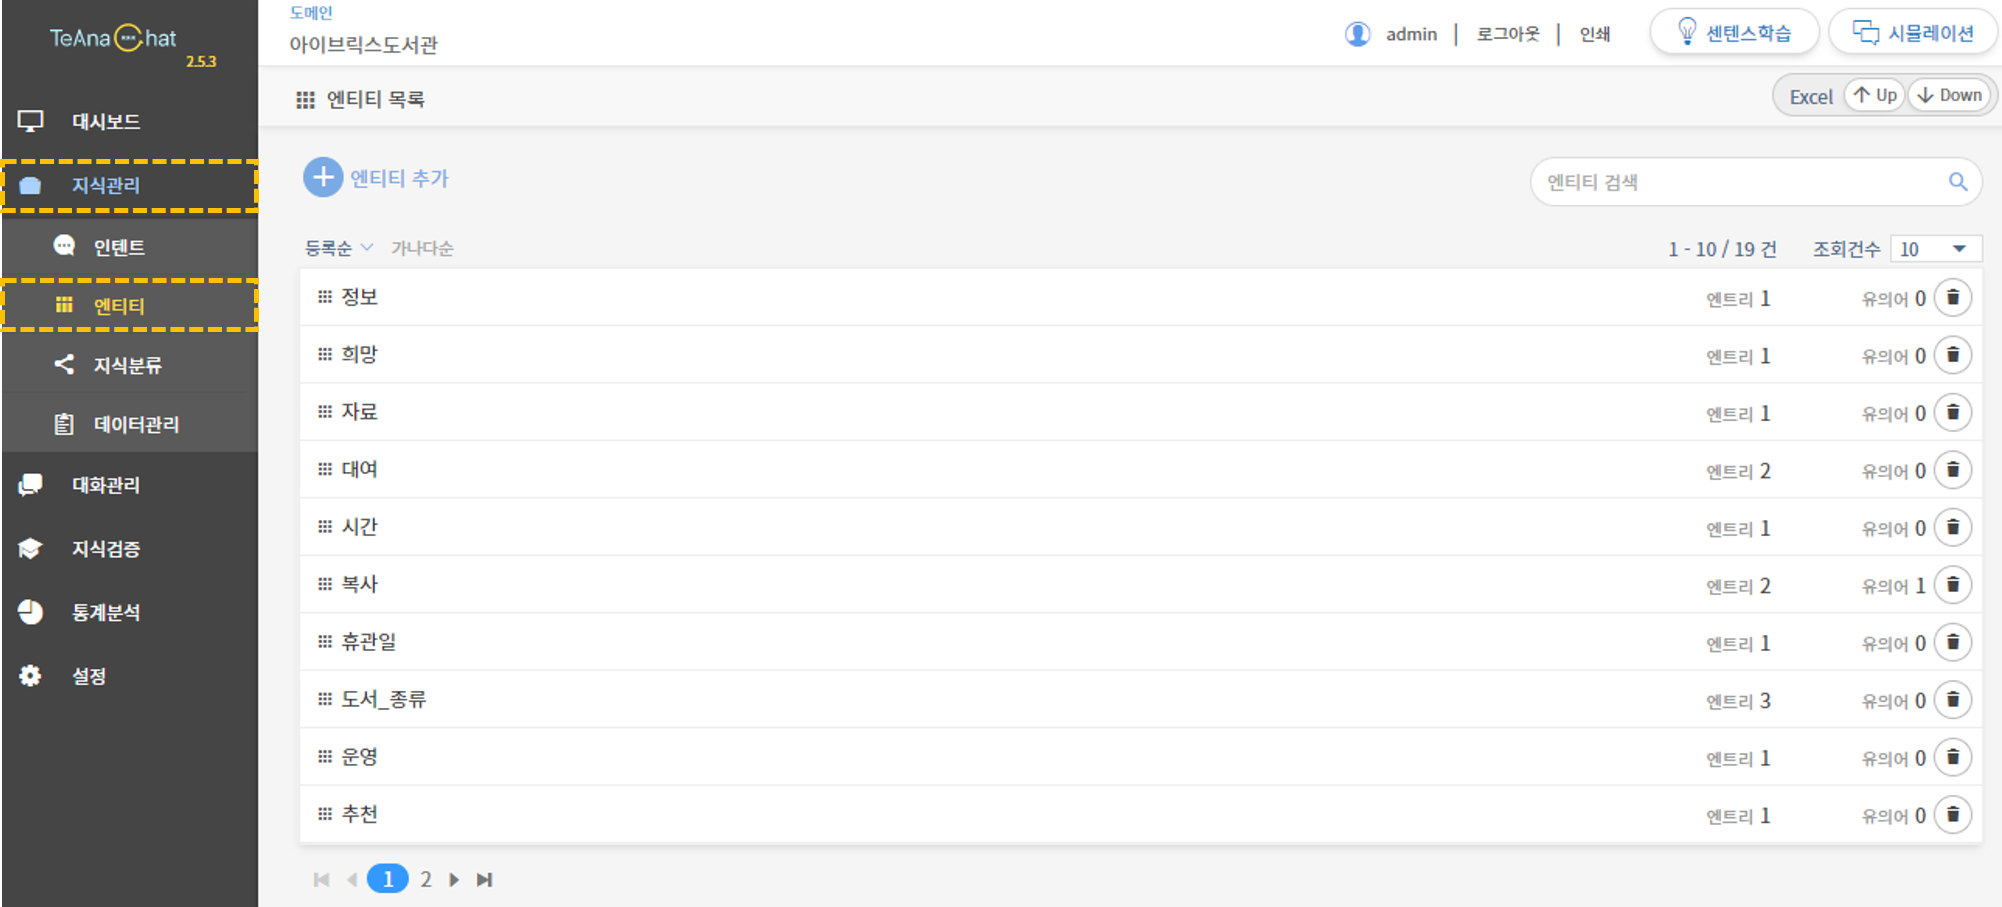 TeAna Chat
2.5.3
대시보드
지식관리
인텐트
엔티티
지식분류
데이터관리
대화관리
지식검증
통계분석
설정
도메인
아이브릭스도서관
admin | 로그아웃 | 인쇄
센텐스학습
시뮬레이션
엔티티 목록
Excel Up Down
엔티티 추가
엔티티 검색
등록순 가나다순
1 - 10 / 19 건 조회건수 10
정보 엔트리 1 유의어 0
희망 엔트리 1 유의어 0
자료 엔트리 1 유의어 0
대여 엔트리 2 유의어 0
시간 엔트리 1 유의어 0
복사 엔트리 2 유의어 1
휴관일 엔트리 1 유의어 0
도서_종류 엔트리 3 유의어 0
운영 엔트리 1 유의어 0
추천 엔트리 1 유의어 0
1 2